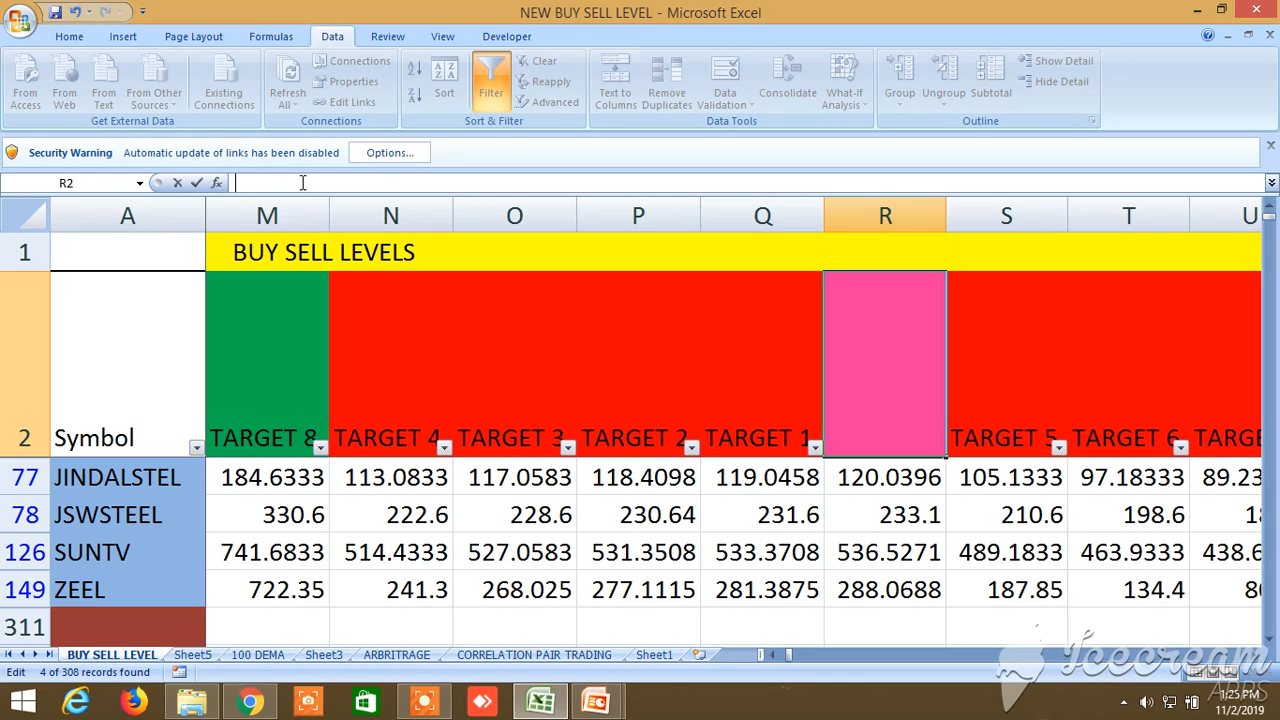 NEW BUY SELL LEVEL - Microsoft Excel
Home Insert Page Layout Formulas Data Review View Developer
From Access From Web From Text From Other Sources Existing Connections
Get External Data
Refresh All Connections Properties Edit Links
Connections
Sort Filter Clear Reapply Advanced
Sort & Filter
Text to Columns Remove Duplicates Data Validation Consolidate What-If Analysis
Data Tools
Group Ungroup Subtotal Show Detail Hide Detail
Outline
Security Warning Automatic update of links has been disabled Options...
R2 fx
A M N O P Q R S T U
1 BUY SELL LEVELS
2 Symbol TARGET 8 TARGET 4 TARGET 3 TARGET 2 TARGET 1 TARGET 5 TARGET 6 TARGE
77 JINDALSTEL 184.6333 113.0833 117.0583 118.4098 119.0458 120.0396 105.1333 97.18333 89.23
78 JSWSTEEL 330.6 222.6 228.6 230.64 231.6 233.1 210.6 198.6 18
126 SUNTV 741.6833 514.4333 527.0583 531.3508 533.3708 536.5271 489.1833 463.9333 438.6
149 ZEEL 722.35 241.3 268.025 277.1115 281.3875 288.0688 187.85 134.4 80
311
BUY SELL LEVEL Sheet5 100 DEMA Sheet3 ARBRITRAGE CORRELATION PAIR TRADING Sheet1
Edit 4 of 308 records found
Icecream
APPS
1:25 PM
11/2/2019